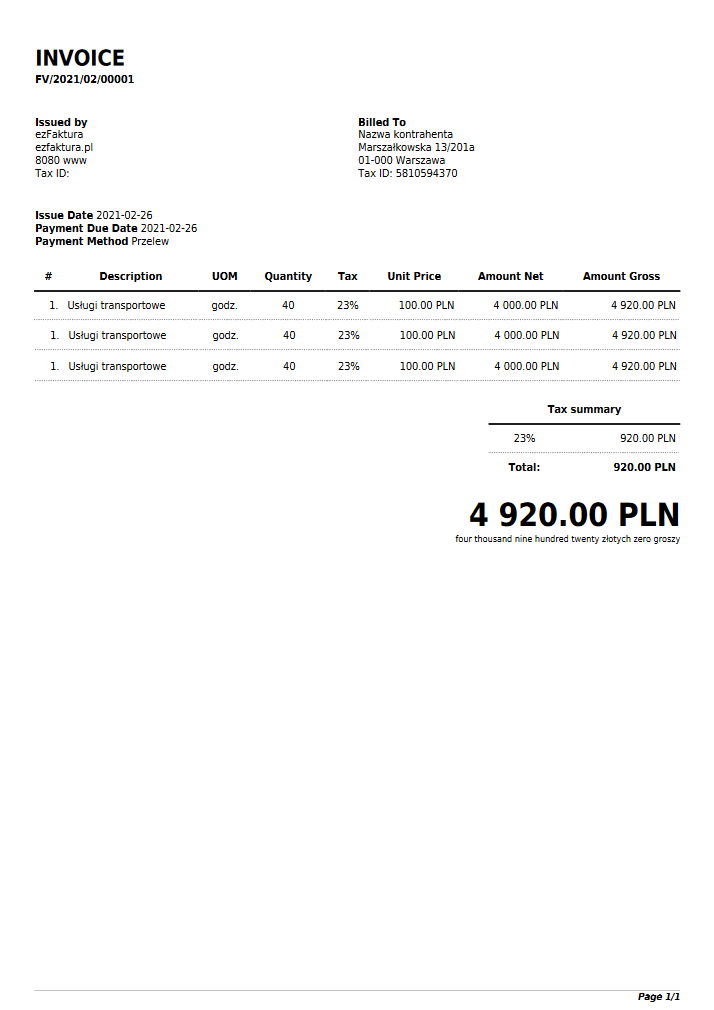 INVOICE
FV/2021/02/00001
Issued by
ezFaktura
ezfaktura.pl
8080 www
Tax ID:
Billed To
Nazwa kontrahenta
Marszałkowska 13/201a
01-000 Warszawa
Tax ID: 5810594370
Issue Date 2021-02-26
Payment Due Date 2021-02-26
Payment Method Przelew
# Description UOM Quantity Tax Unit Price Amount Net Amount Gross
1. Usługi transportowe godz. 40 23% 100.00 PLN 4 000.00 PLN 4 920.00 PLN
1. Usługi transportowe godz. 40 23% 100.00 PLN 4 000.00 PLN 4 920.00 PLN
1. Usługi transportowe godz. 40 23% 100.00 PLN 4 000.00 PLN 4 920.00 PLN
Tax summary
23% 920.00 PLN
Total: 920.00 PLN
4 920.00 PLN
four thousand nine hundred twenty złotych zero groszy
Page 1/1